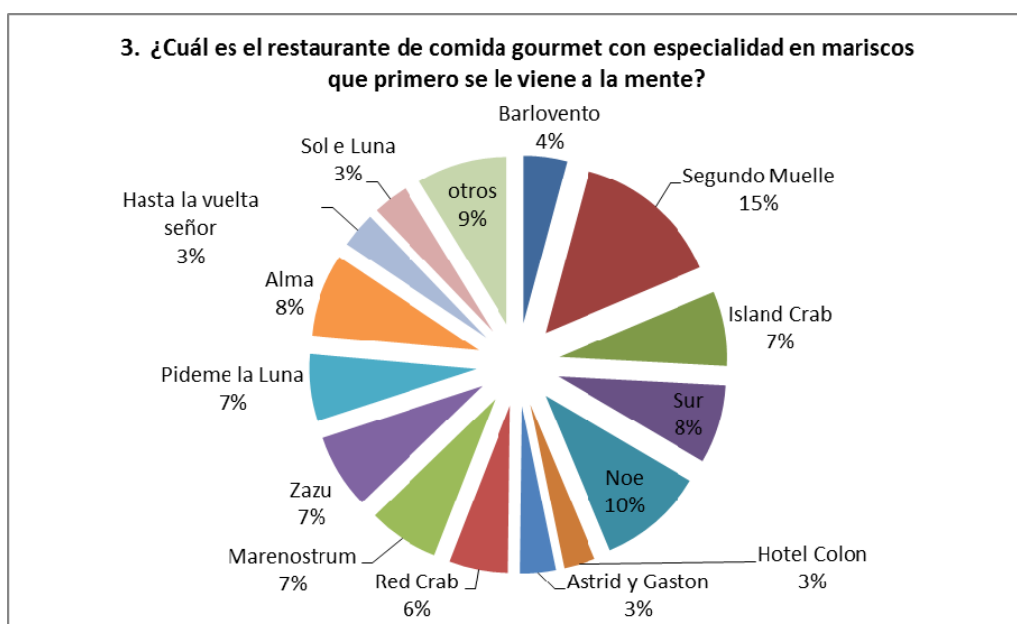 3. ¿Cuál es el restaurante de comida gourmet con especialidad en mariscos
que primero se le viene a la mente?
Barlovento
4%
Segundo Muelle
15%
Island Crab
7%
Sur
8%
Noe
10%
Hotel Colon
3%
Astrid y Gaston
3%
Red Crab
6%
Marenostrum
7%
Zazu
7%
Pideme la Luna
7%
Alma
8%
Hasta la vuelta
señor
3%
Sol e Luna
3%
otros
9%